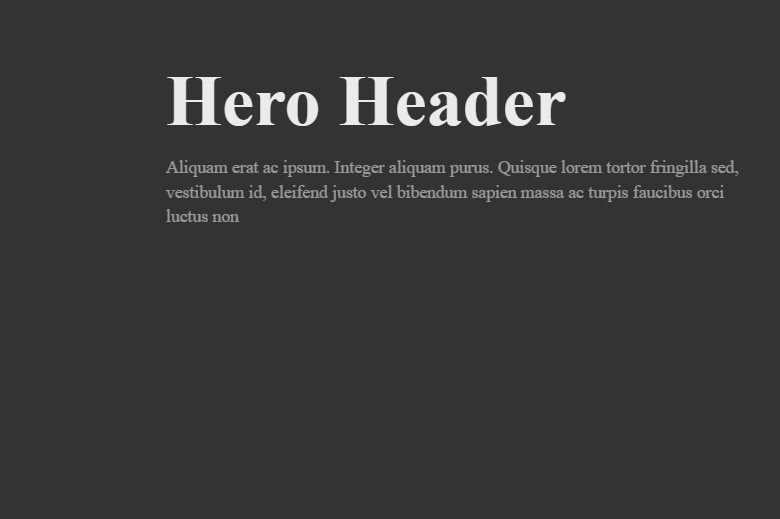 Hero Header
Aliquam erat ac ipsum. Integer aliquam purus. Quisque lorem tortor fringilla sed,
vestibulum id, eleifend justo vel bibendum sapien massa ac turpis faucibus orci
luctus non